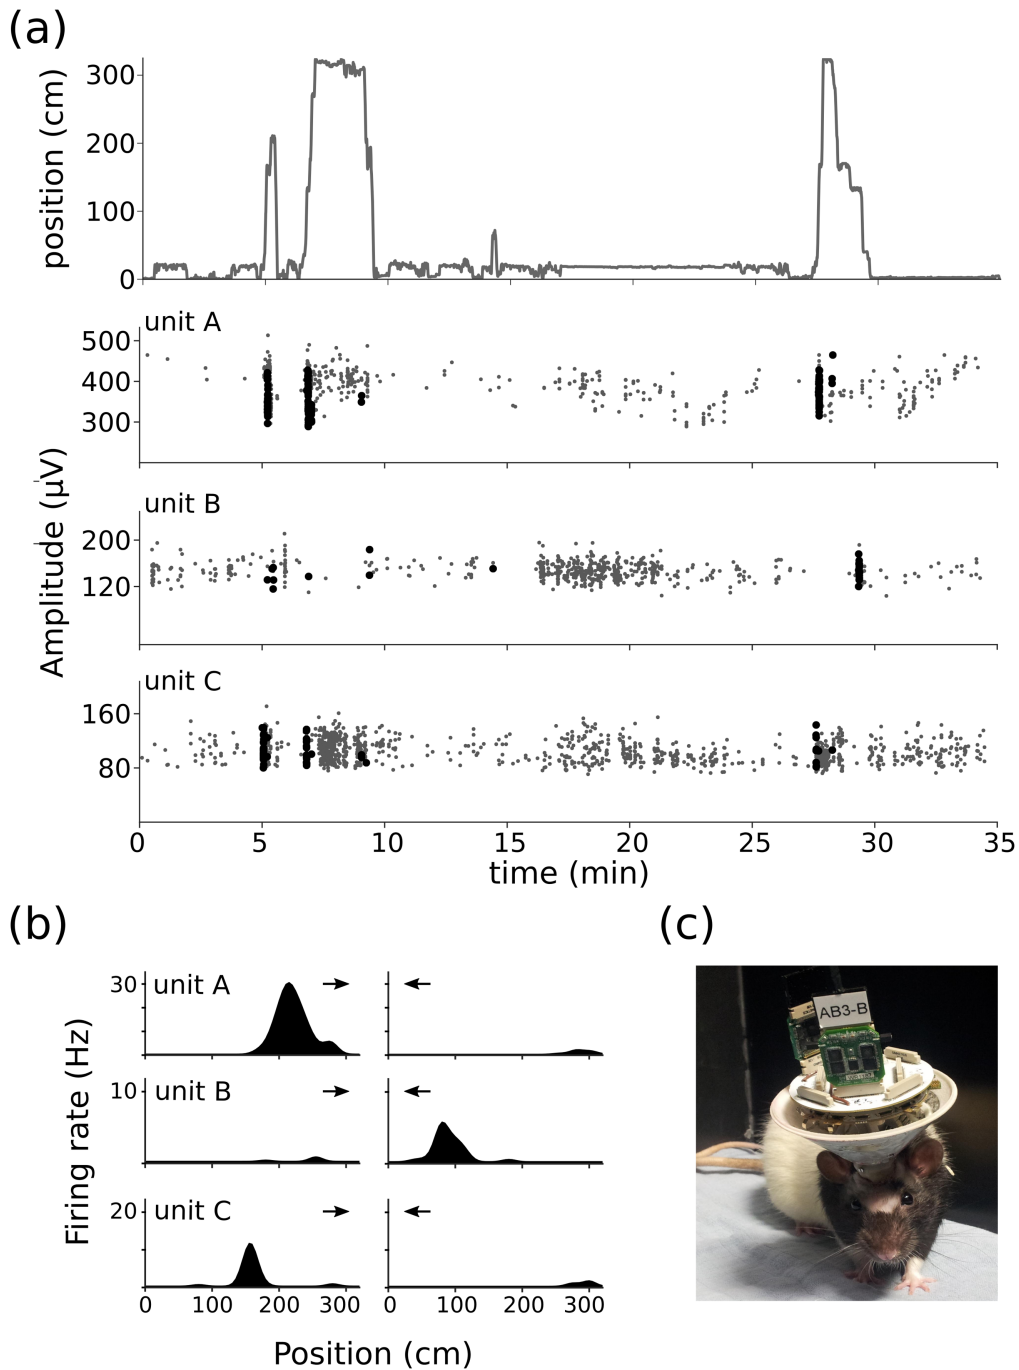 (a)
position (cm)
300
200
100
0
Amplitude (µV)
unit A
500
400
300
unit B
200
120
unit C
160
80
0 5 10 15 20 25 30 35
time (min)
(b)
(c)
Firing rate (Hz)
30
unit A
10
unit B
20
unit C
0 100 200 300 0 100 200 300
Position (cm)
AB3-B